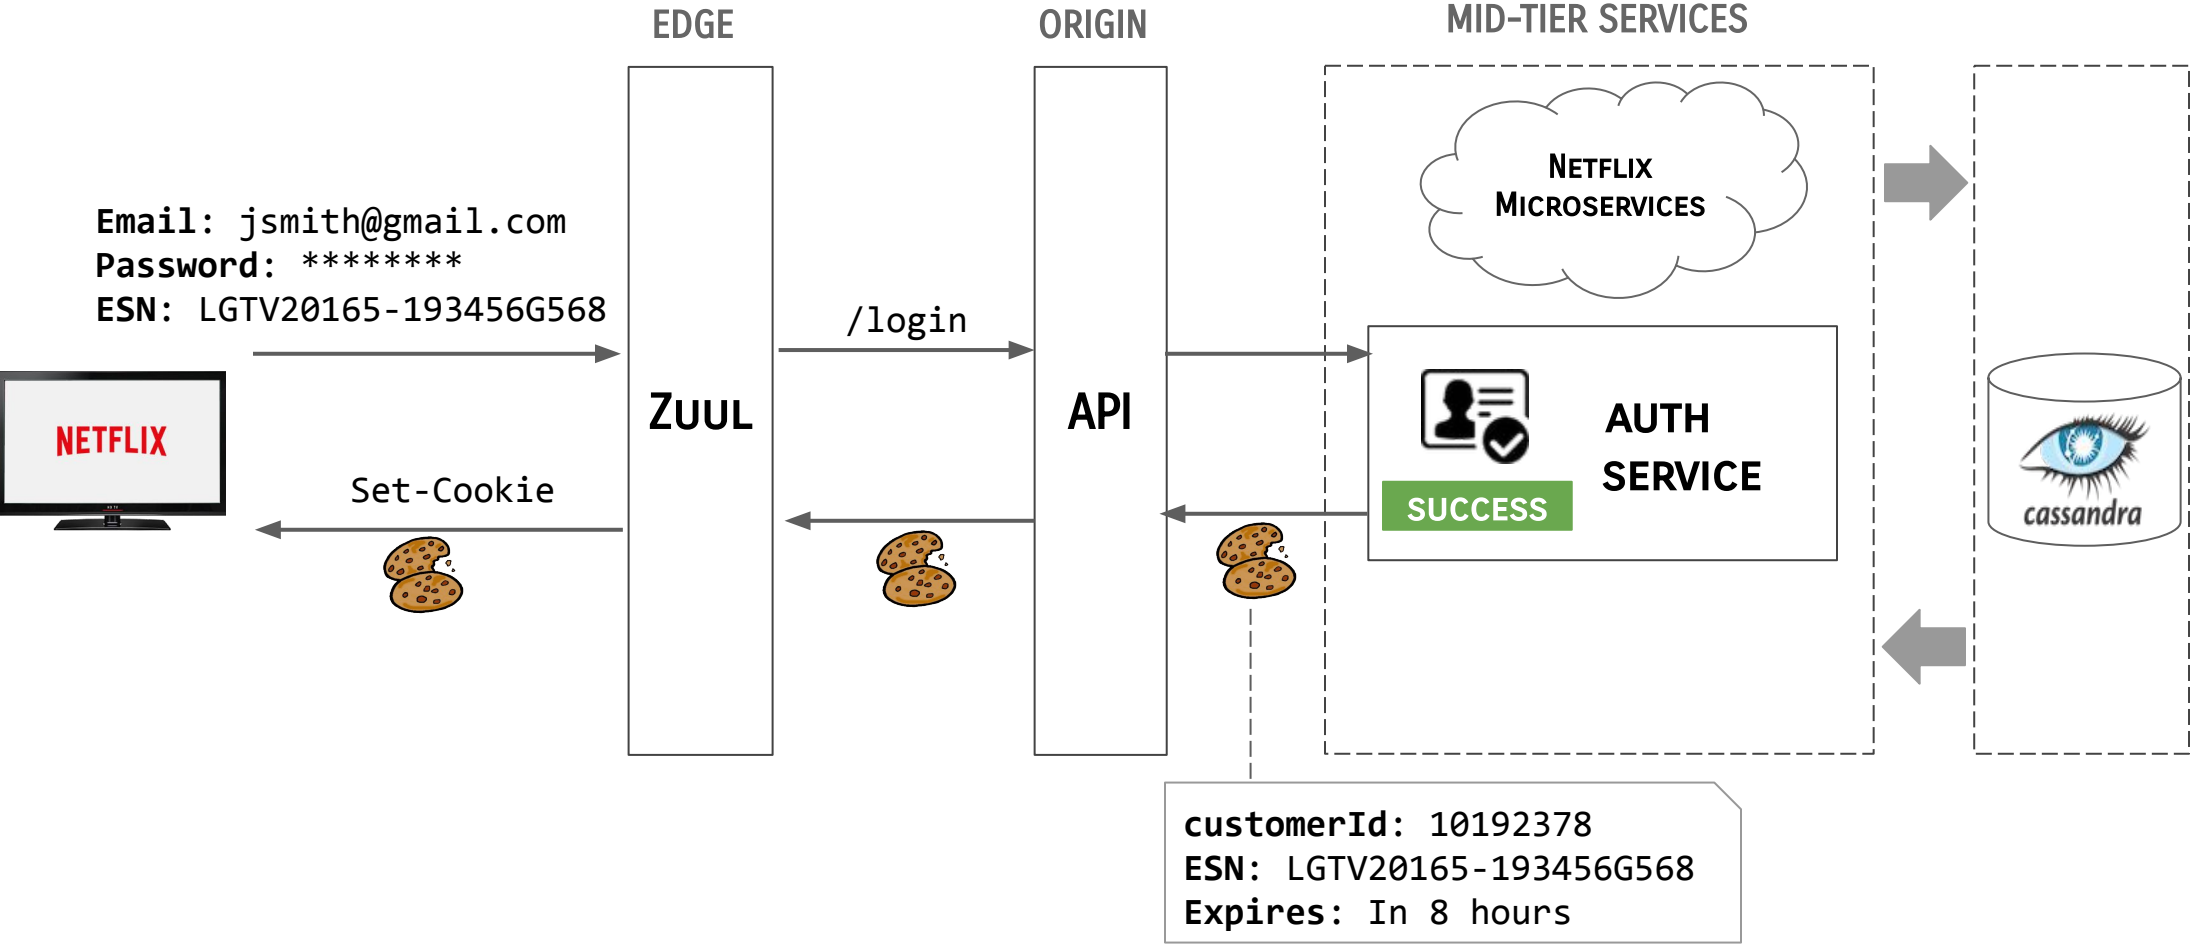 EDGE
ORIGIN
MID-TIER SERVICES
NETFLIX
MICROSERVICES
Email: jsmith@gmail.com
Password: ********
ESN: LGTV20165-193456G568
/login
NETFLIX
ZUUL
API
AUTH
SERVICE
SUCCESS
Set-Cookie
cassandra
customerId: 10192378
ESN: LGTV20165-193456G568
Expires: In 8 hours